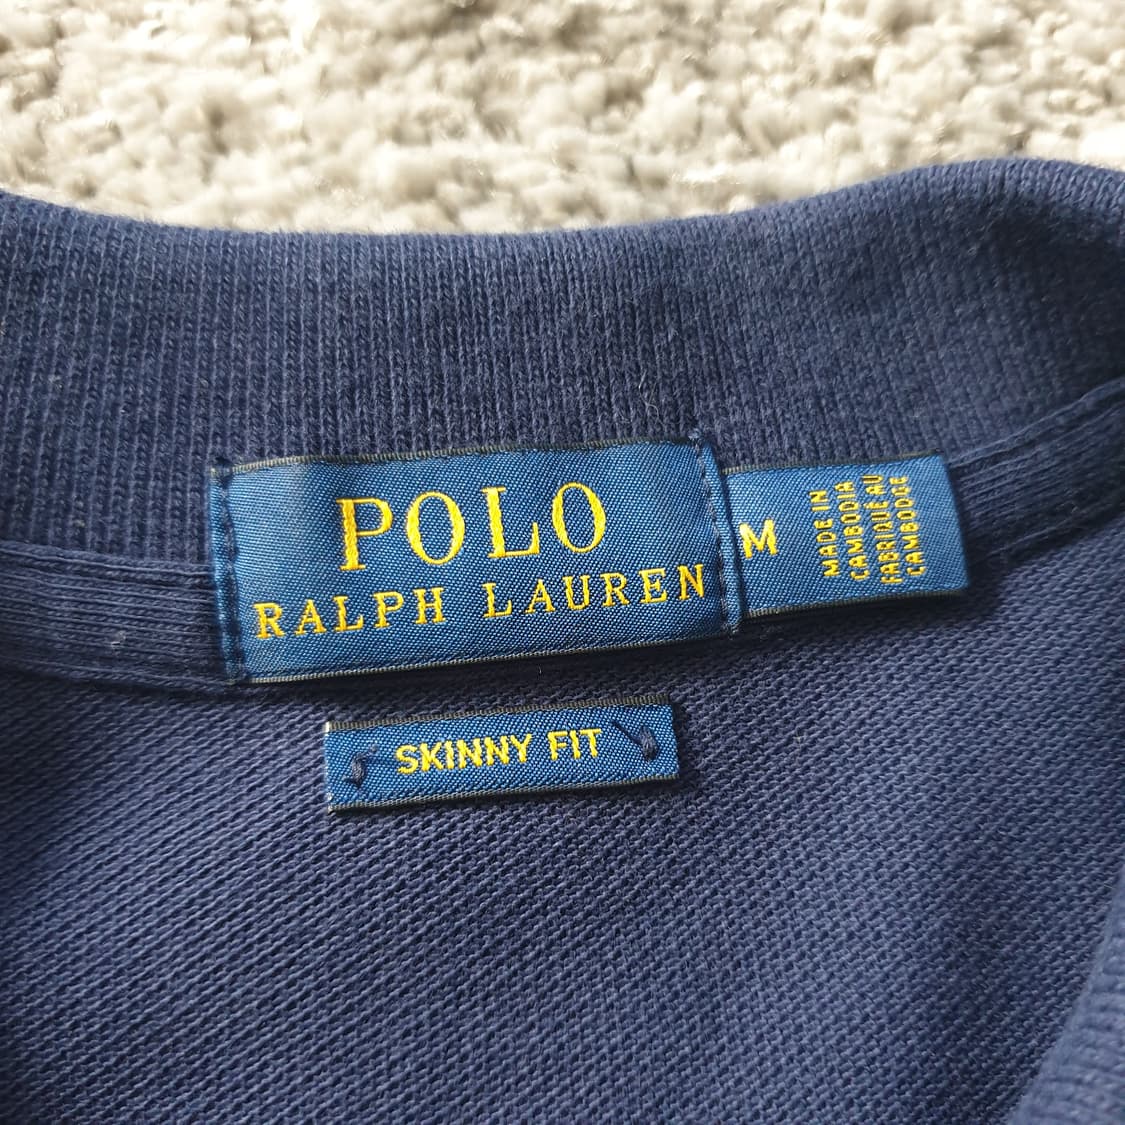 POLO
RALPH LAUREN
M
MADE IN
CAMBODIA
FABRIQUÉ AU
CAMBODGE
SKINNY FIT